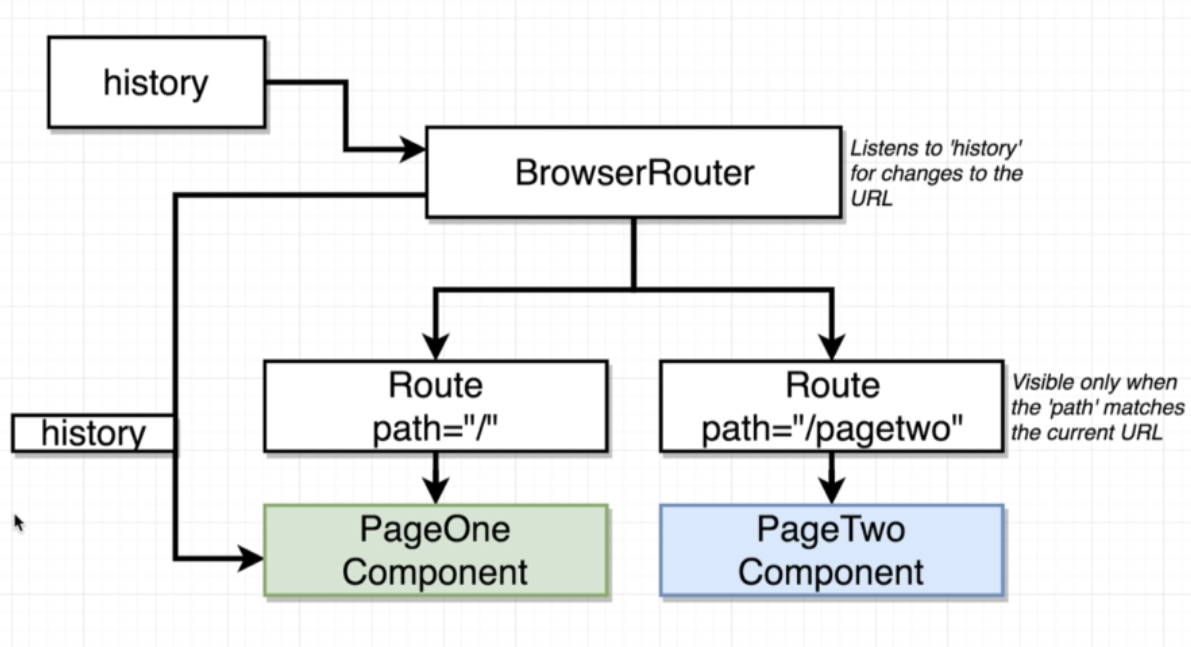 history
BrowserRouter
Listens to 'history'
for changes to the
URL
Route
path="/"
Route
path="/pagetwo"
Visible only when
the 'path' matches
the current URL
history
PageOne
Component
PageTwo
Component